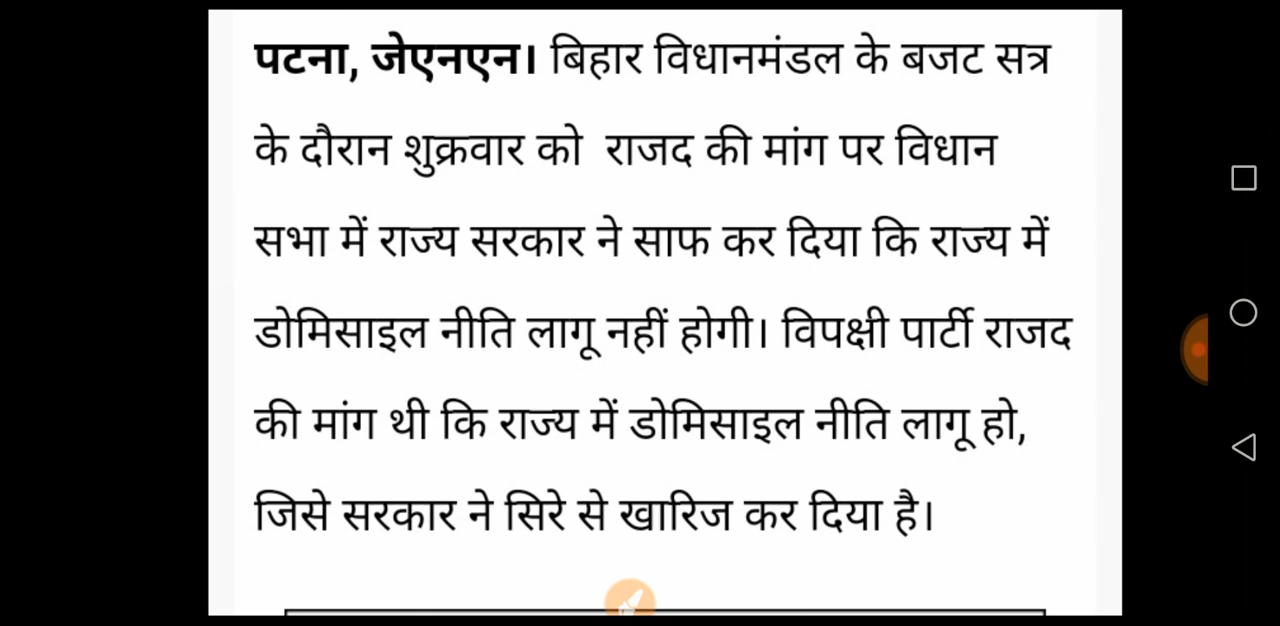 पटना, जेएनएन। बिहार विधानमंडल के बजट सत्र
के दौरान शुक्रवार को राजद की मांग पर विधान
सभा में राज्य सरकार ने साफ कर दिया कि राज्य में
डोमिसाइल नीति लागू नहीं होगी। विपक्षी पार्टी राजद
की मांग थी कि राज्य में डोमिसाइल नीति लागू हो,
जिसे सरकार ने सिरे से खारिज कर दिया है।